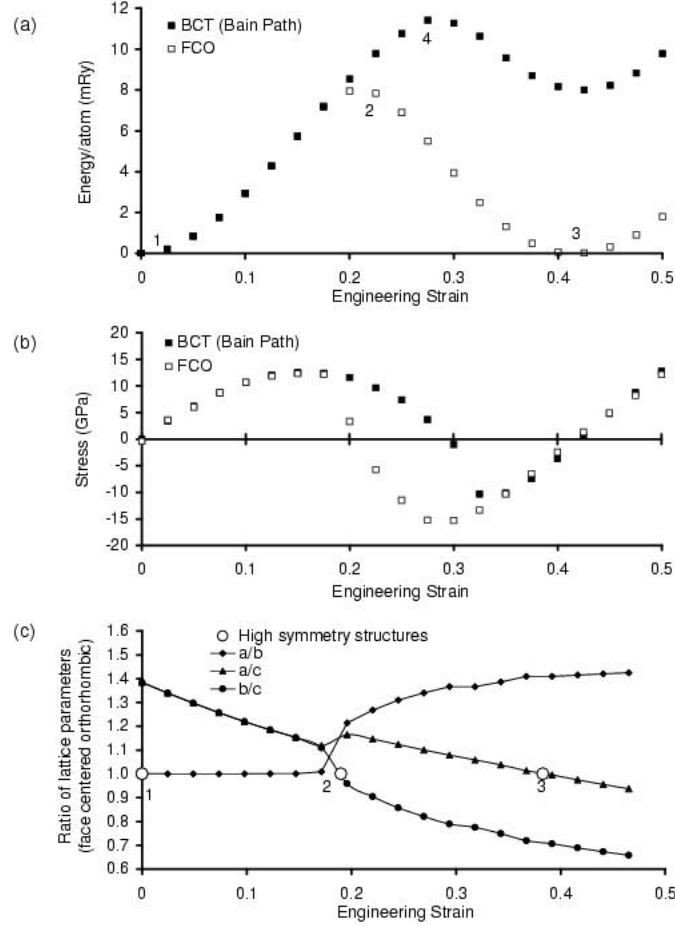 (a)
BCT (Bain Path)
FCO
Energy/atom (mRy)
12
10
8
6
4
2
0
1
2
3
4
0 0.1 0.2 0.3 0.4 0.5
Engineering Strain
(b)
BCT (Bain Path)
FCO
Stress (GPa)
20
15
10
5
0
-5
-10
-15
-20
0 0.1 0.2 0.3 0.4 0.5
Engineering Strain
(c)
High symmetry structures
a/b
a/c
b/c
Ratio of lattice parameters
(face centered orthorhombic)
1.6
1.5
1.4
1.3
1.2
1.1
1.0
0.9
0.8
0.7
0.6
1
2
3
0 0.1 0.2 0.3 0.4 0.5
Engineering Strain